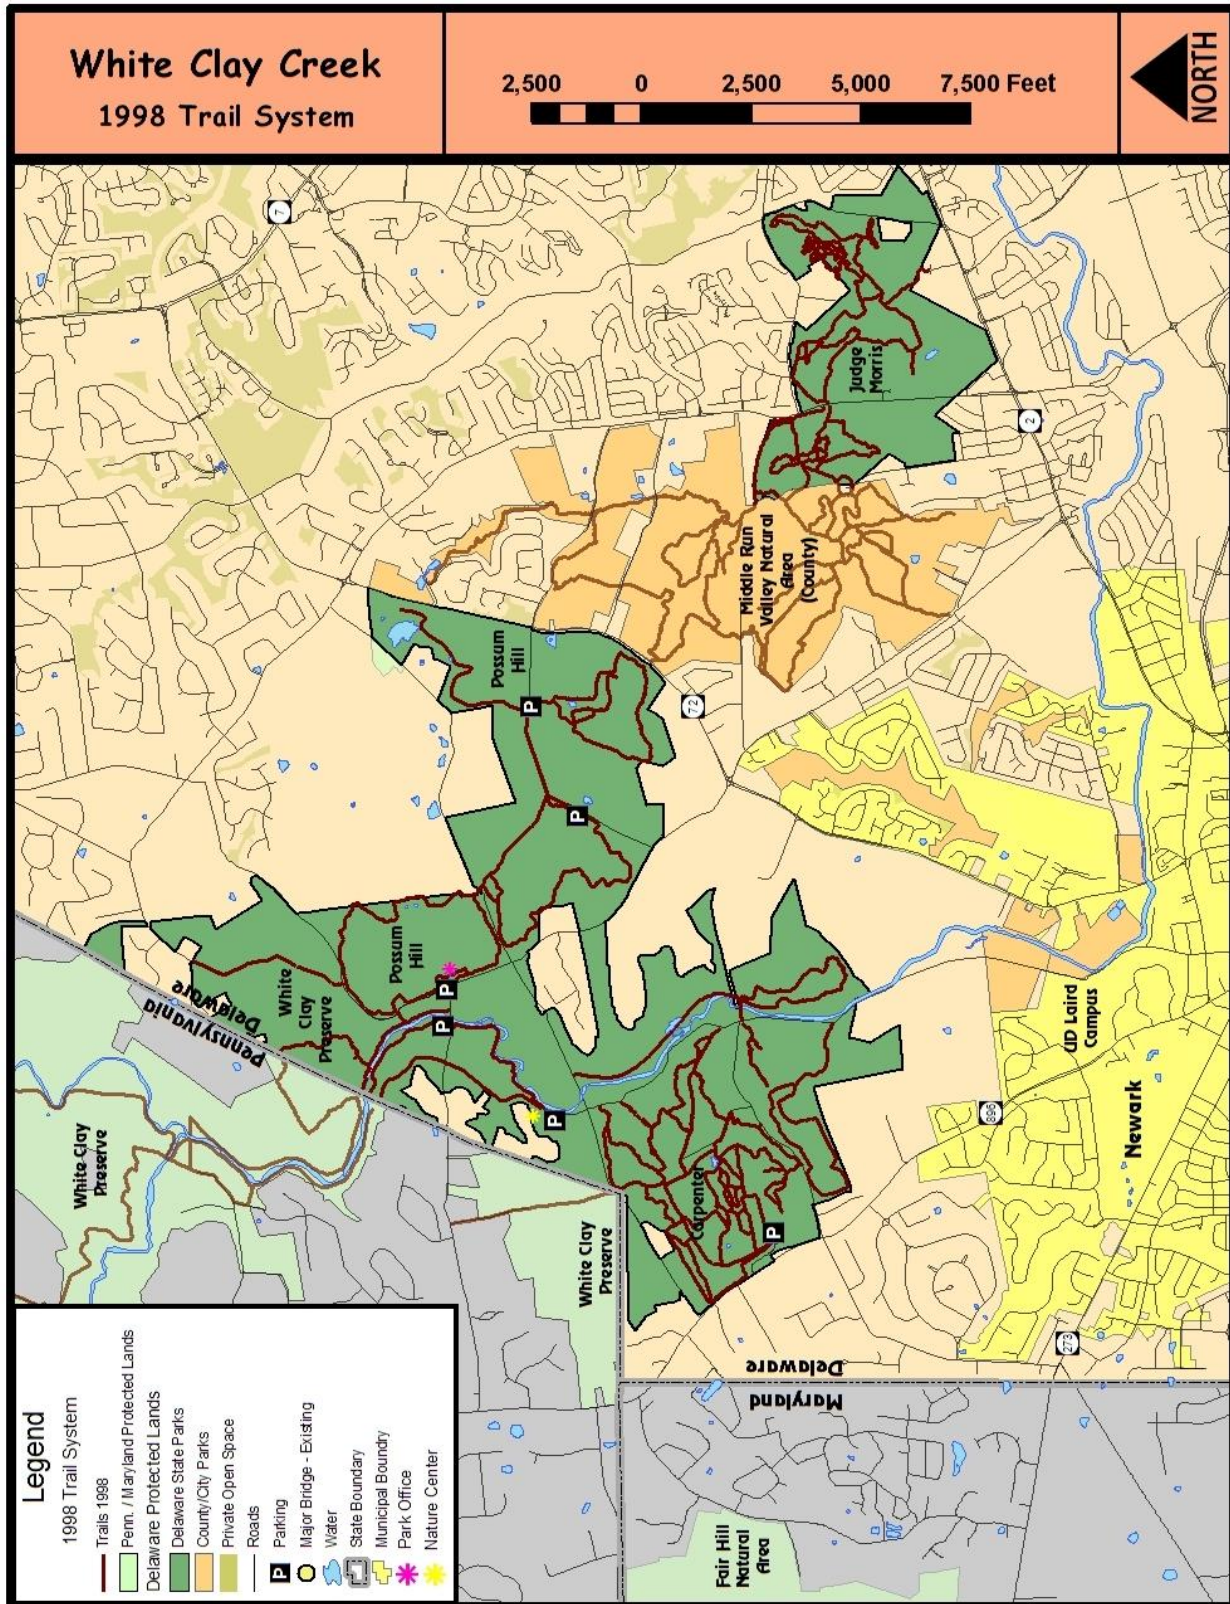 White Clay Creek
1998 Trail System
2,500 0 2,500 5,000 7,500 Feet
NORTH
Legend
1998 Trail System
Trails 1998
Penn. / Maryland Protected Lands
Delaware Protected Lands
Delaware State Parks
County/City Parks
Private Open Space
Roads
P Parking
Major Bridge - Existing
Water
State Boundary
Municipal Boundry
Park Office
Nature Center
White Clay
Preserve
Pennsylvania
Delaware
White
Clay
Preserve
Possum
Hill
P
P
P
White Clay
Preserve
Carpenter
P
Possum
Hill
P
P
7
72
Middle Run
Valley Natural
Area
(County)
Judge
Morris
2
Delaware
Maryland
Fair Hill
Natural
Area
273
896
Newark
UD Laird
Campus